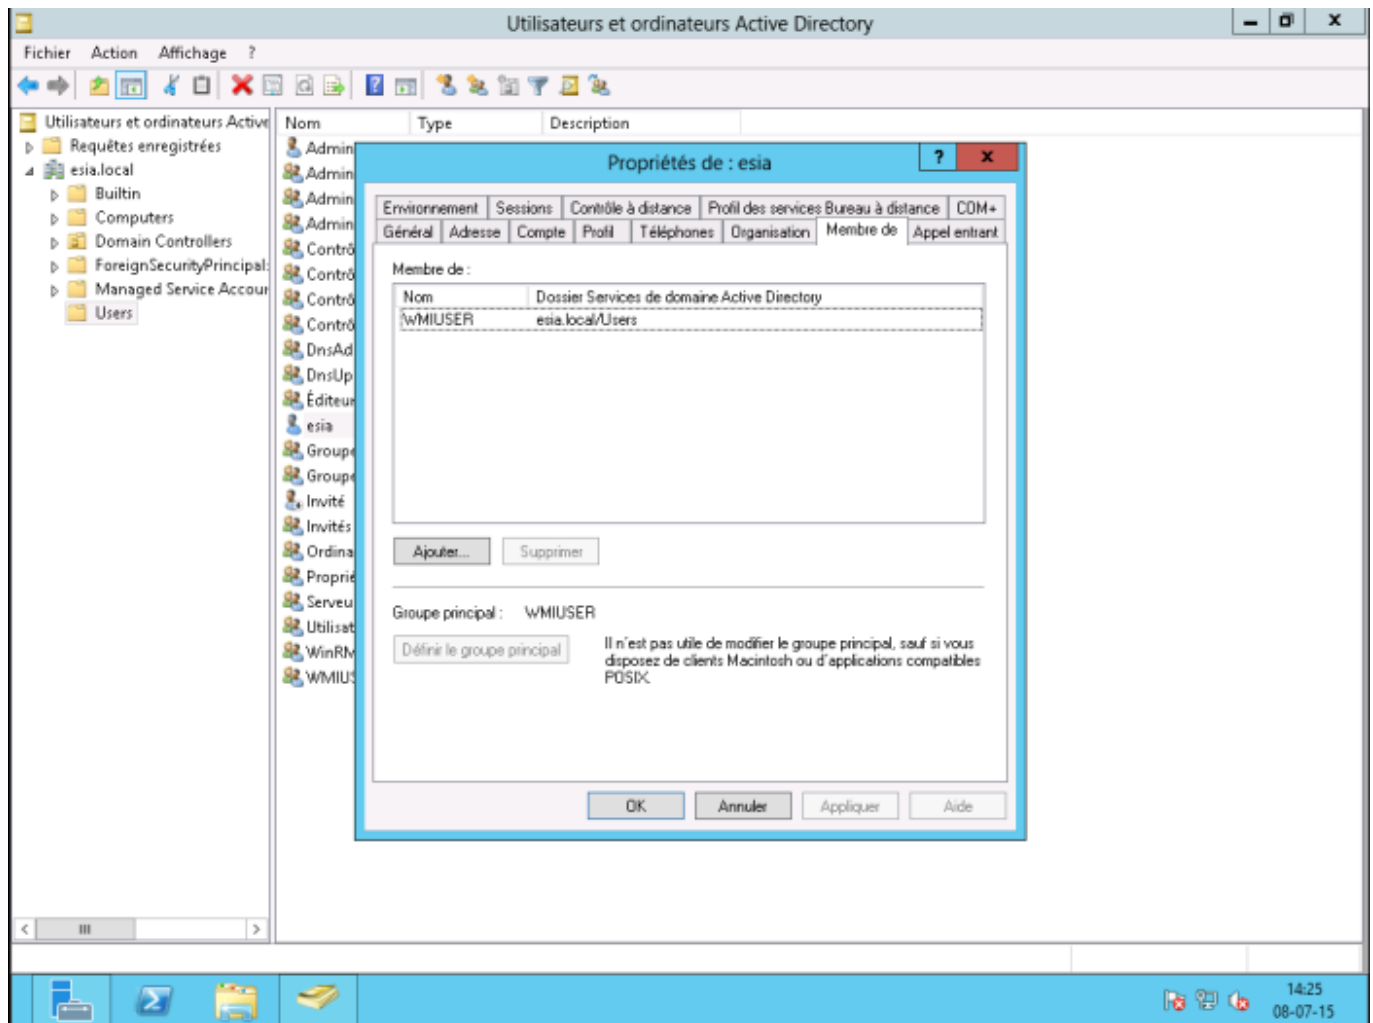 Utilisateurs et ordinateurs Active Directory
Fichier Action Affichage ?
Utilisateurs et ordinateurs Active
Requêtes enregistrées
esia.local
Builtin
Computers
Domain Controllers
ForeignSecurityPrincipal:
Managed Service Accour
Users
Nom Type Description
Admin
Admin
Admin
Admin
Contrô
Contrô
Contrô
Contrô
DnsAd
DnsUp
Éditeur
esia
Groupe
Groupe
Invité
Invités
Ordina
Proprié
Serveu
Utilisat
WinRM
WMIUS
Propriétés de : esia
? x
Environnement Sessions Contrôle à distance Profil des services Bureau à distance COM+
Général Adresse Compte Profil Téléphones Organisation Membre de Appel entrant
Membre de :
Nom Dossier Services de domaine Active Directory
WMIUSER esia.local/Users
Ajouter... Supprimer
Groupe principal : WMIUSER
Définir le groupe principal
Il n'est pas utile de modifier le groupe principal, sauf si vous
disposez de clients Macintosh ou d'applications compatibles
POSIX.
OK Annuler Appliquer Aide
14:25
08-07-15